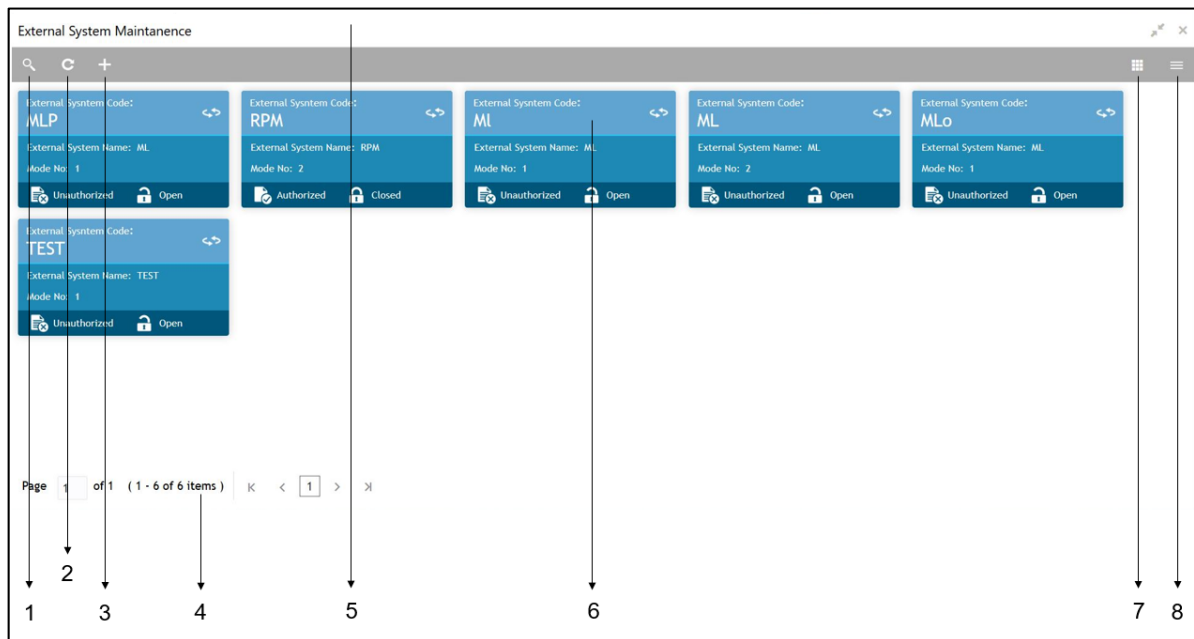 External System Maintanence
External Sysntem Code:
MLP
External System Name: ML
Mode No: 1
Unauthorized Open
External Sysntem Code:
RPM
External System Name: RPM
Mode No: 2
Authorized Closed
External Sysntem Code:
Ml
External System Name: ML
Mode No: 1
Unauthorized Open
External Sysntem Code:
ML
External System Name: ML
Mode No: 2
Unauthorized Open
External Sysntem Code:
MLo
External System Name: ML
Mode No: 1
Unauthorized Open
External Sysntem Code:
TEST
External System Name: TEST
Mode No: 1
Unauthorized Open
Page 1 of 1 ( 1 - 6 of 6 items ) 1
1 2 3 4 5 6 7 8